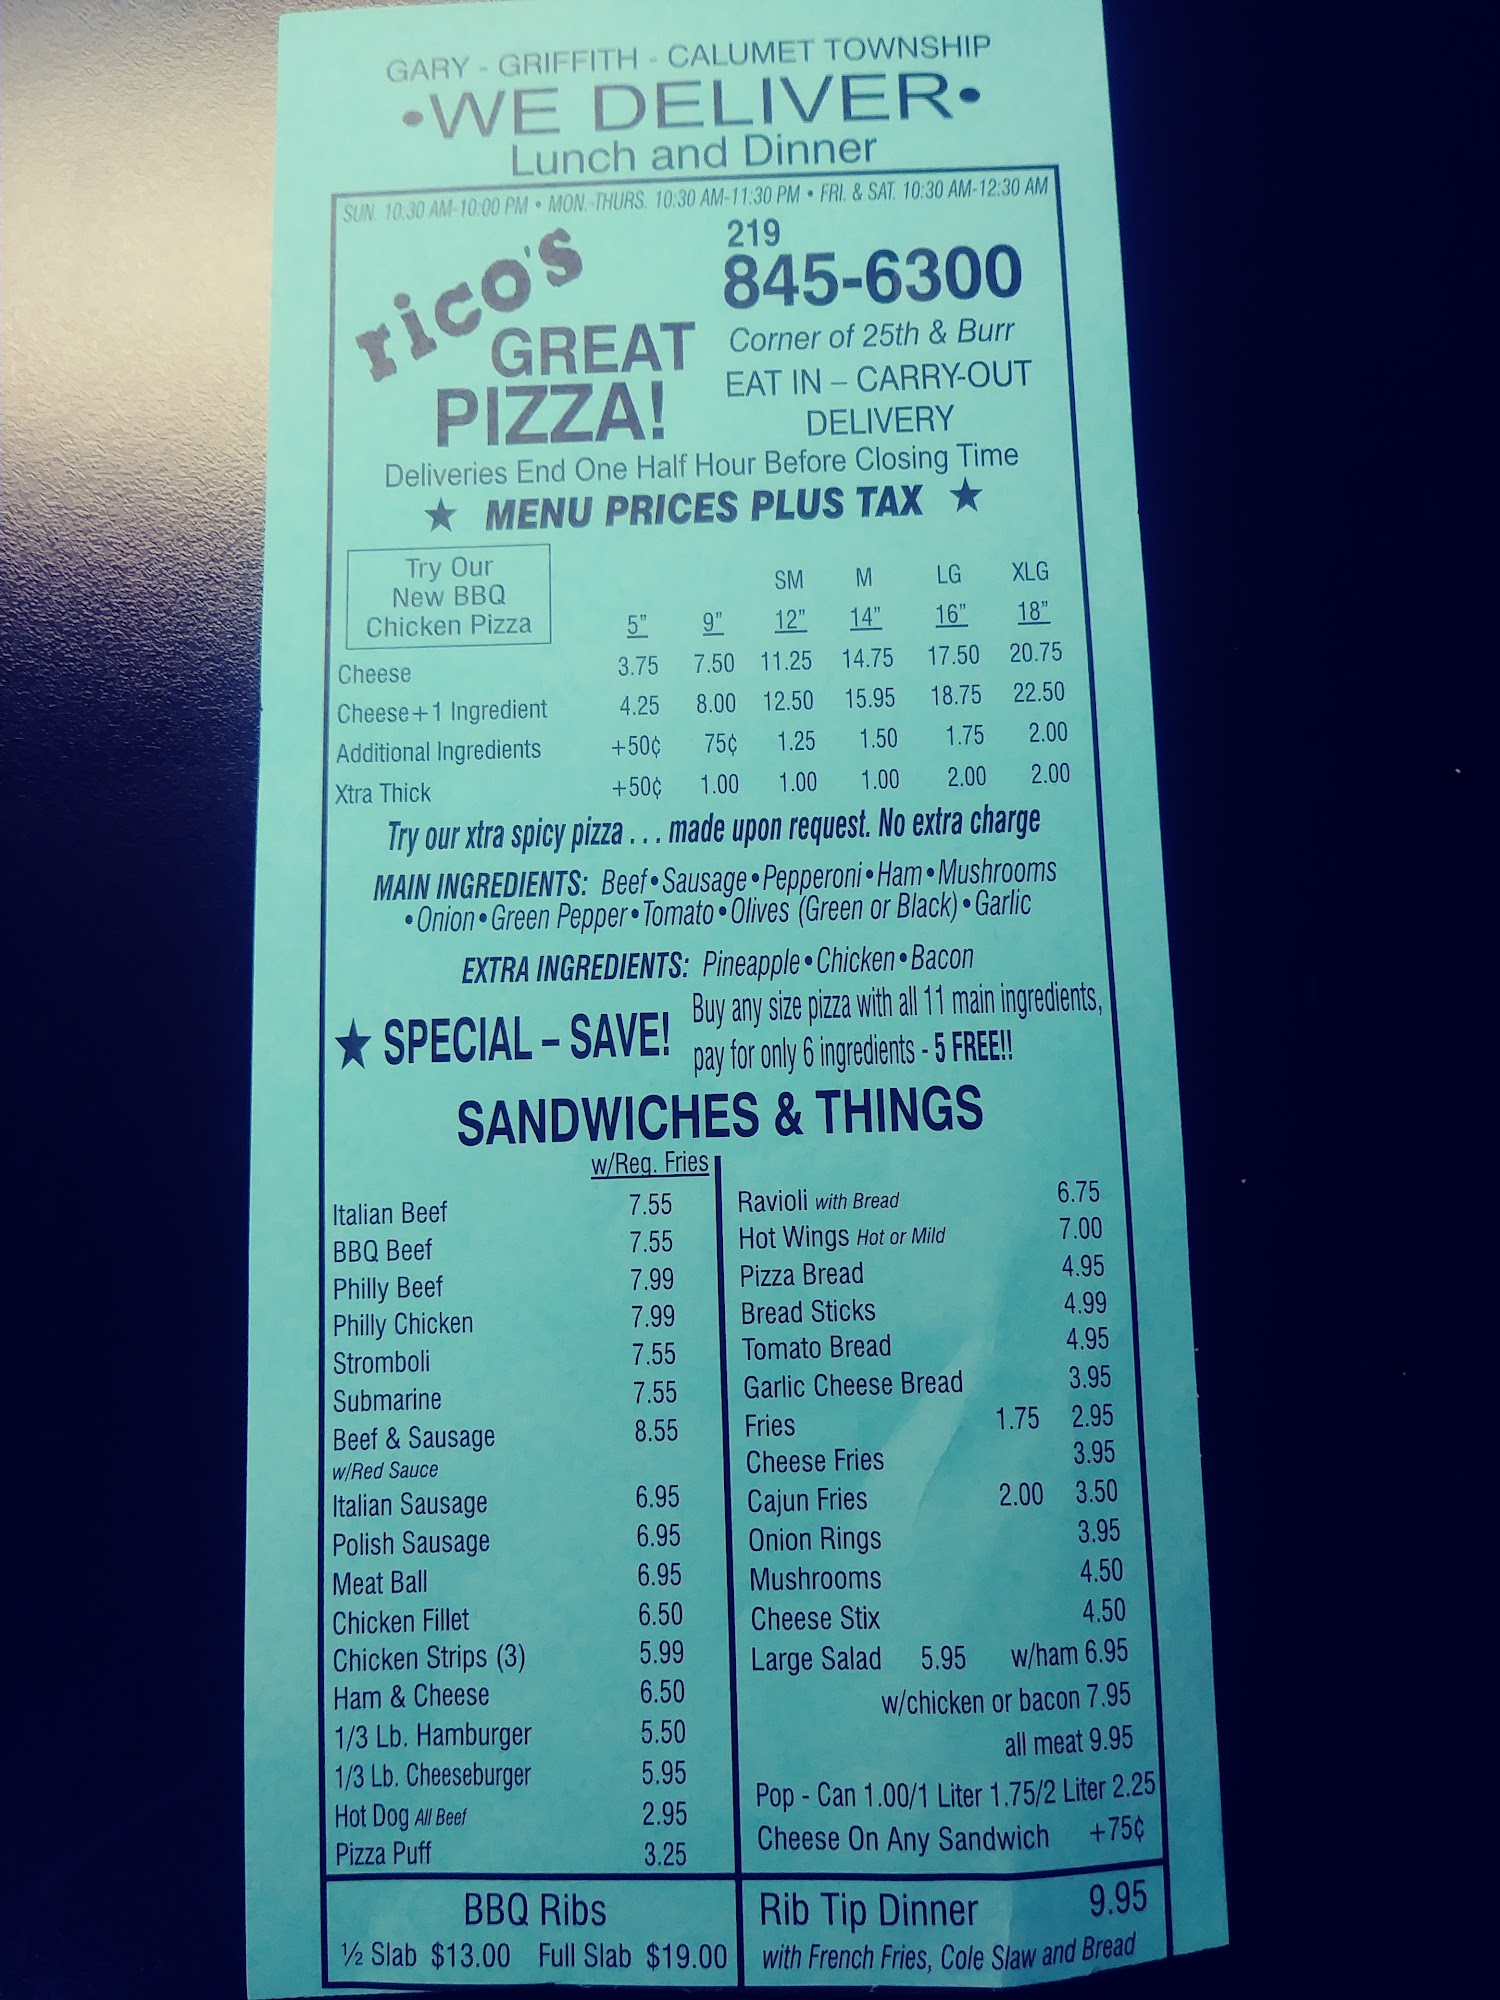 GARY - GRIFFITH - CALUMET TOWNSHIP
•WE DELIVER•
Lunch and Dinner
SUN. 10:30 AM-10:00 PM • MON.-THURS. 10:30 AM-11:30 PM • FRI. & SAT. 10:30 AM-12:30 AM
rico's
GREAT
PIZZA!
219
845-6300
Corner of 25th & Burr
EAT IN – CARRY-OUT
DELIVERY
Deliveries End One Half Hour Before Closing Time
★ MENU PRICES PLUS TAX ★
Try Our
New BBQ
Chicken Pizza
SM M LG XLG
5" 9" 12" 14" 16" 18"
Cheese 3.75 7.50 11.25 14.75 17.50 20.75
Cheese+1 Ingredient 4.25 8.00 12.50 15.95 18.75 22.50
Additional Ingredients +50¢ 75¢ 1.25 1.50 1.75 2.00
Xtra Thick +50¢ 1.00 1.00 1.00 2.00 2.00
Try our xtra spicy pizza . . . made upon request. No extra charge
MAIN INGREDIENTS: Beef•Sausage•Pepperoni•Ham•Mushrooms
•Onion•Green Pepper•Tomato•Olives (Green or Black)•Garlic
EXTRA INGREDIENTS: Pineapple•Chicken•Bacon
★ SPECIAL – SAVE!
Buy any size pizza with all 11 main ingredients,
pay for only 6 ingredients - 5 FREE!!
SANDWICHES & THINGS
w/Reg. Fries
Italian Beef 7.55
BBQ Beef 7.55
Philly Beef 7.99
Philly Chicken 7.99
Stromboli 7.55
Submarine 7.55
Beef & Sausage 8.55
w/Red Sauce
Italian Sausage 6.95
Polish Sausage 6.95
Meat Ball 6.95
Chicken Fillet 6.50
Chicken Strips (3) 5.99
Ham & Cheese 6.50
1/3 Lb. Hamburger 5.50
1/3 Lb. Cheeseburger 5.95
Hot Dog All Beef 2.95
Pizza Puff 3.25
Ravioli with Bread 6.75
Hot Wings Hot or Mild 7.00
Pizza Bread 4.95
Bread Sticks 4.99
Tomato Bread 4.95
Garlic Cheese Bread 3.95
Fries 1.75 2.95
Cheese Fries 3.95
Cajun Fries 2.00 3.50
Onion Rings 3.95
Mushrooms 4.50
Cheese Stix 4.50
Large Salad 5.95 w/ham 6.95
w/chicken or bacon 7.95
all meat 9.95
Pop - Can 1.00/1 Liter 1.75/2 Liter 2.25
Cheese On Any Sandwich +75¢
BBQ Ribs
½ Slab $13.00 Full Slab $19.00
Rib Tip Dinner 9.95
with French Fries, Cole Slaw and Bread